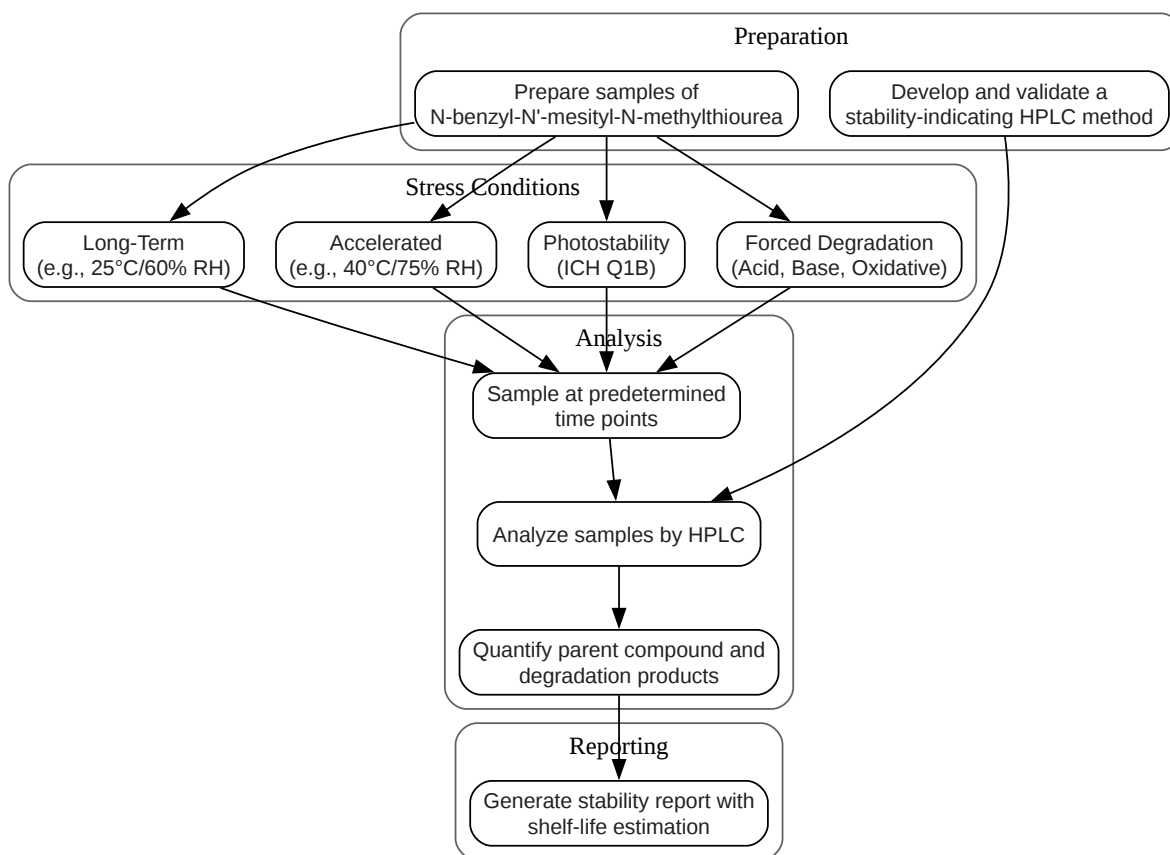 Preparation
Prepare samples of
N-benzyl-N'-mesityl-N-methylthiourea
Develop and validate a
stability-indicating HPLC method
Stress Conditions
Long-Term
(e.g., 25°C/60% RH)
Accelerated
(e.g., 40°C/75% RH)
Photostability
(ICH Q1B)
Forced Degradation
(Acid, Base, Oxidative)
Analysis
Sample at predetermined
time points
Analyze samples by HPLC
Quantify parent compound and
degradation products
Reporting
Generate stability report with
shelf-life estimation